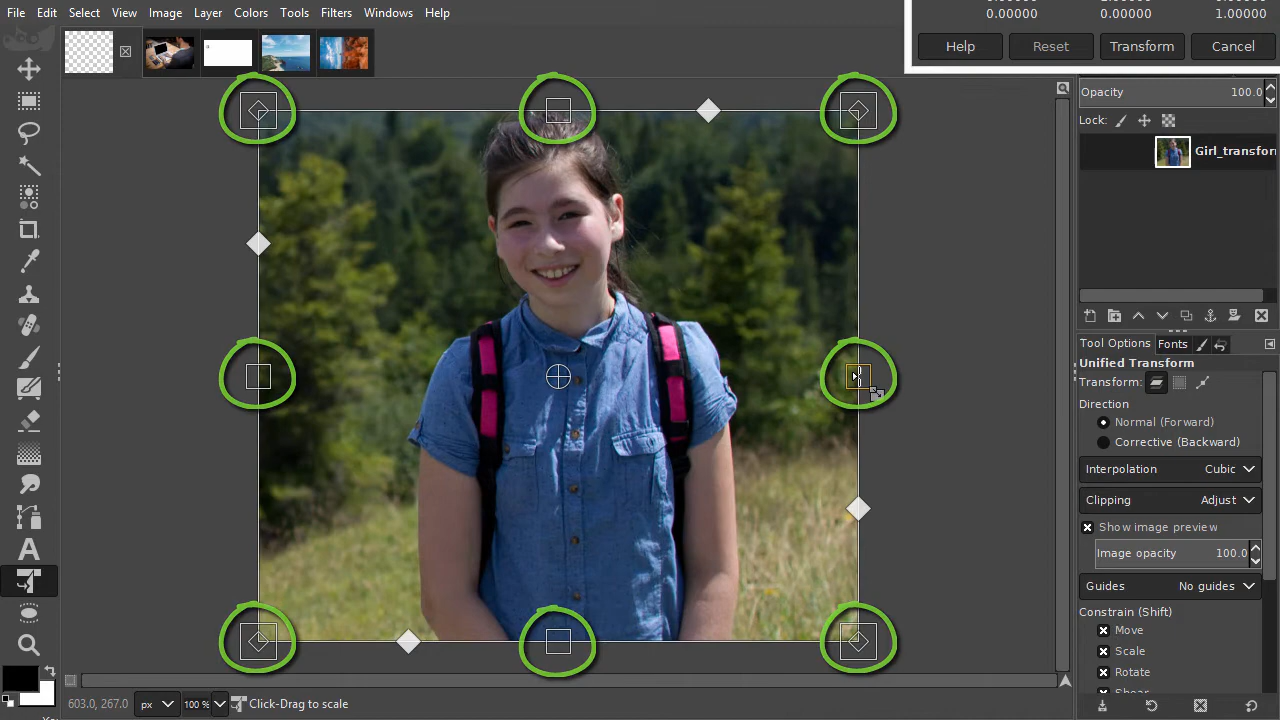 File Edit Select View Image Layer Colors Tools Filters Windows Help
0.00000 1.00000
Help Reset Transform Cancel
Opacity 100.0
Lock:
Girl_transfor
Tool Options Fonts
Unified Transform
Transform:
Direction
Normal (Forward)
Corrective (Backward)
Interpolation Cubic
Clipping Adjust
Show image preview
Image opacity 100.0
Guides No guides
Constrain (Shift)
Move
Scale
Rotate
Shear
603.0, 267.0 px 100 % Click-Drag to scale